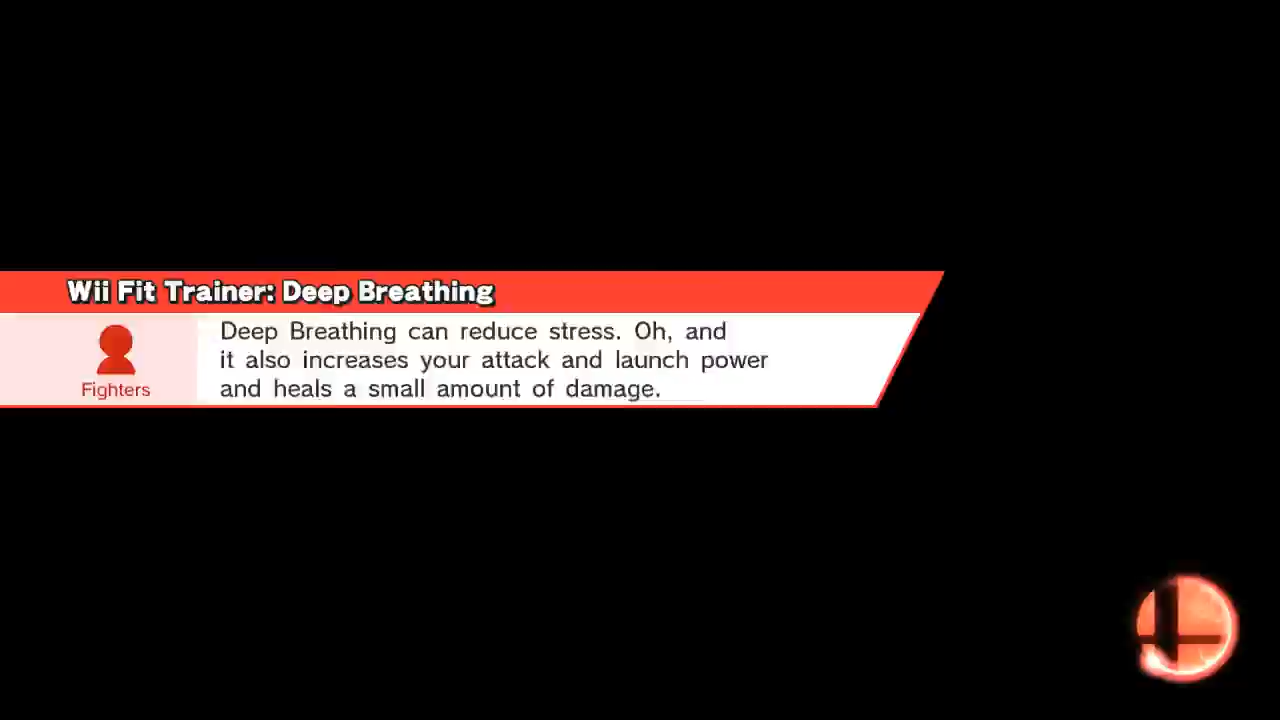 Wii Fit Trainer: Deep Breathing
Fighters
Deep Breathing can reduce stress. Oh, and
it also increases your attack and launch power
and heals a small amount of damage.